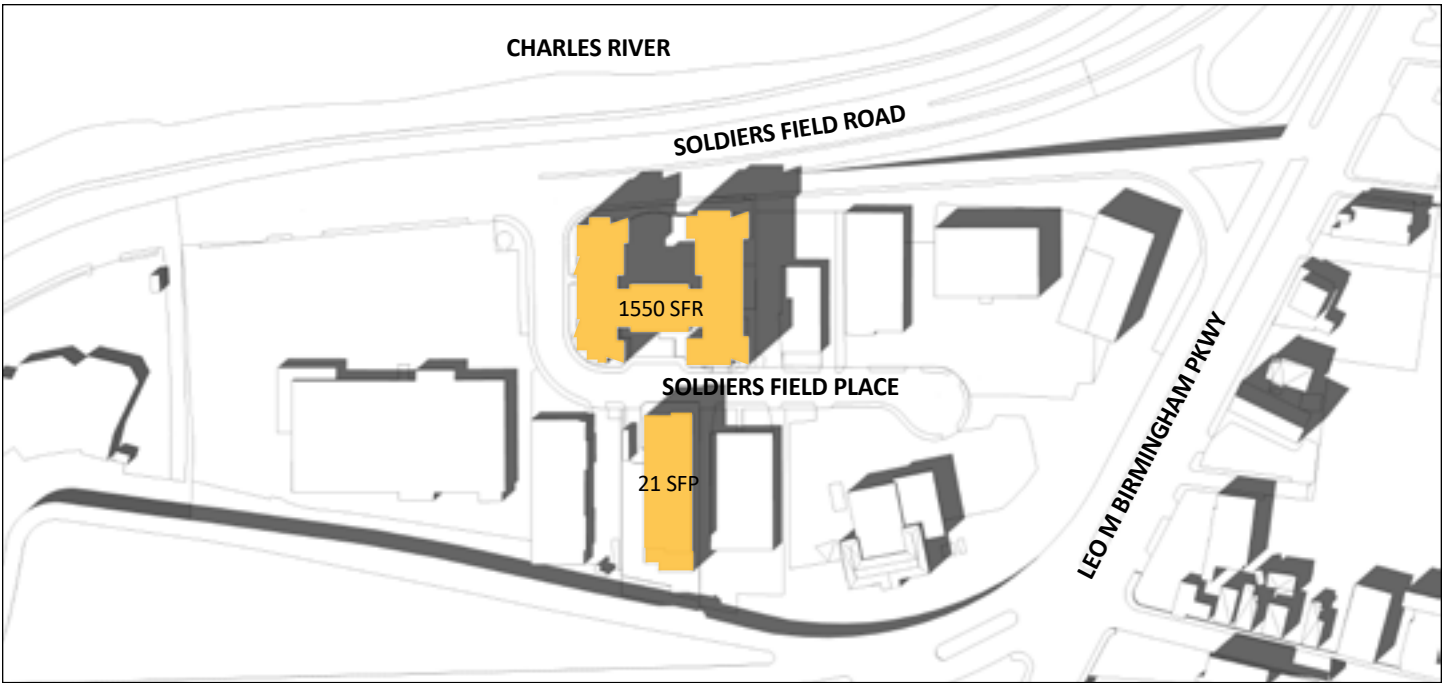 CHARLES RIVER
SOLDIERS FIELD ROAD
1550 SFR
SOLDIERS FIELD PLACE
21 SFP
LEO M BIRMINGHAM PKWY